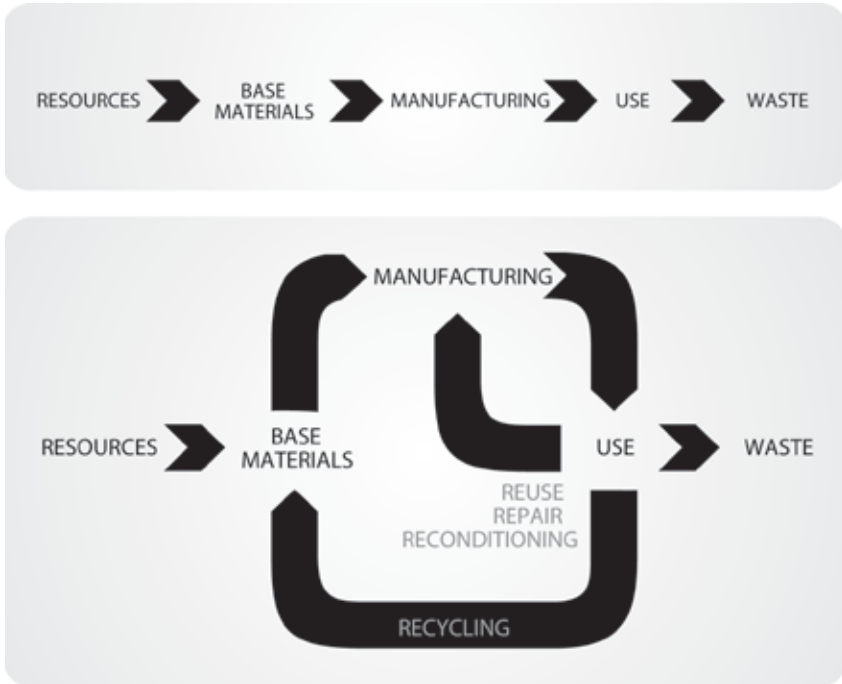 RESOURCES
BASE
MATERIALS
MANUFACTURING
USE
WASTE
MANUFACTURING
RESOURCES
BASE
MATERIALS
USE
WASTE
REUSE
REPAIR
RECONDITIONING
RECYCLING